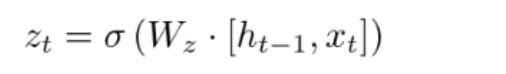 z_t = σ (W_z · [h_{t−1}, x_t])